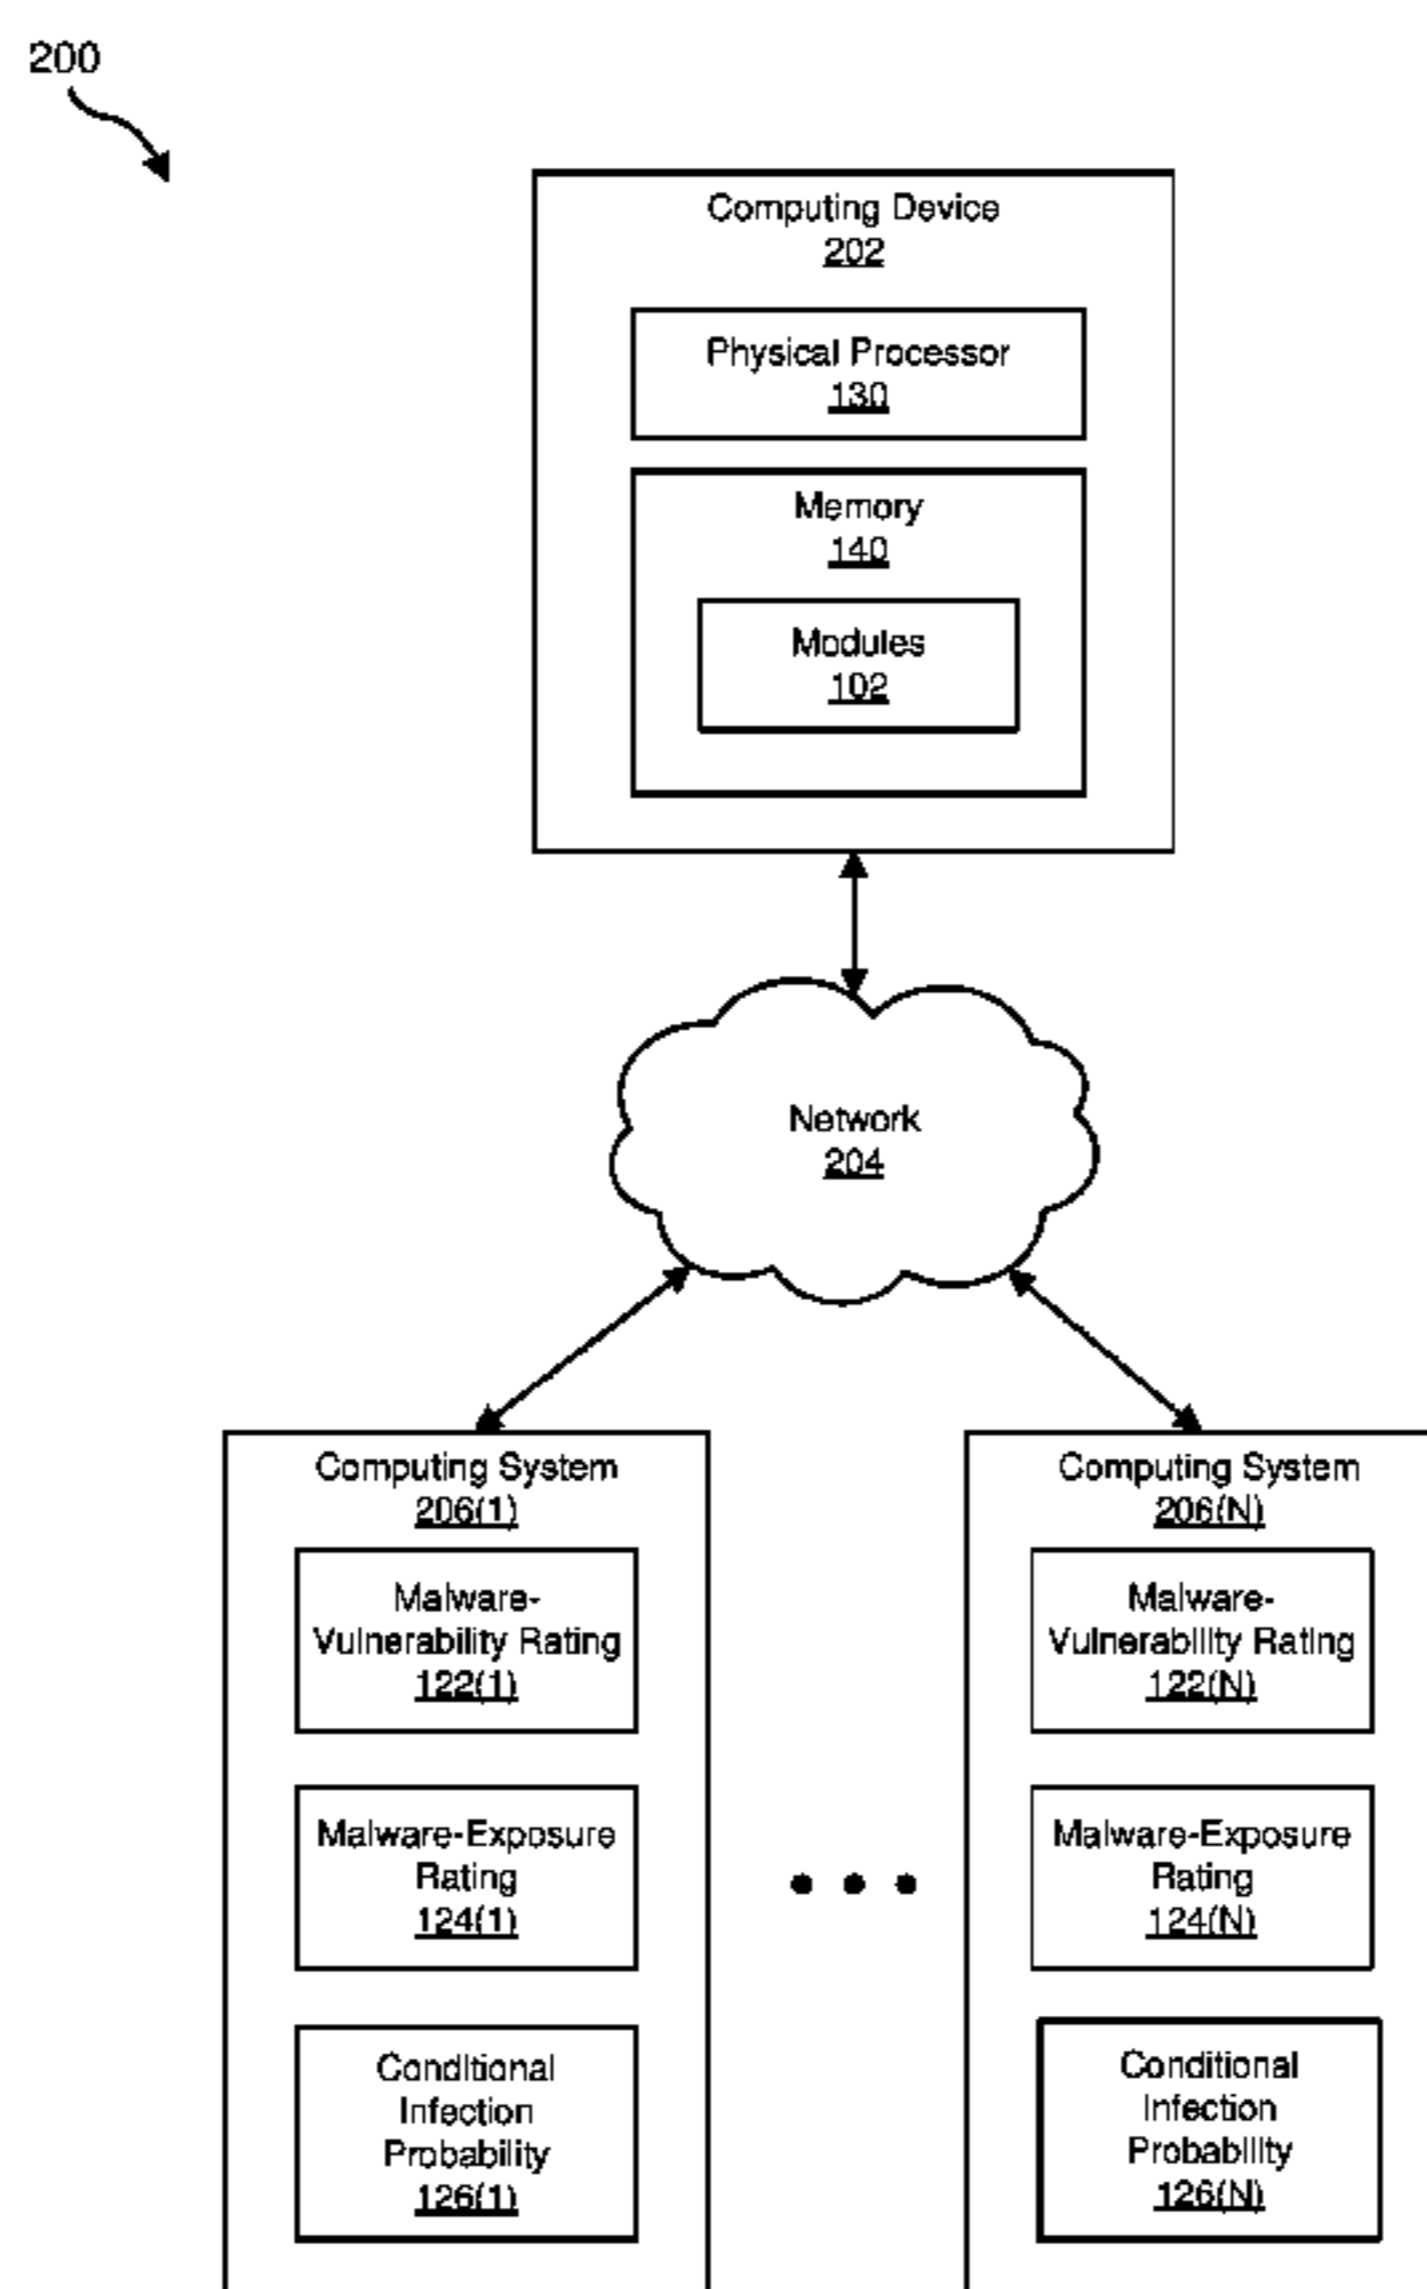 200
Computing Device
202
Physical Processor
130
Memory
140
Modules
102
Network
204
Computing System
206(1)
Malware-
Vulnerability Rating
122(1)
Malware-Exposure
Rating
124(1)
Conditional
Infection
Probability
126(1)
Computing System
206(N)
Malware-
Vulnerability Rating
122(N)
Malware-Exposure
Rating
124(N)
Conditional
Infection
Probability
126(N)